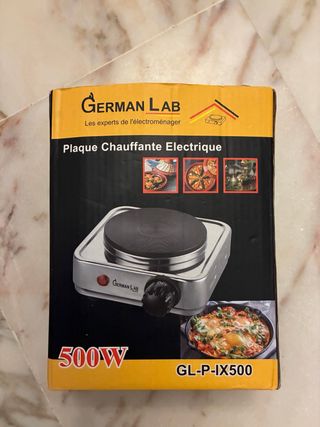 GERMAN LAB
Les experts de l'électroménager
Plaque Chauffante Electrique
GERMAN LAB
500W
GL-P-IX500